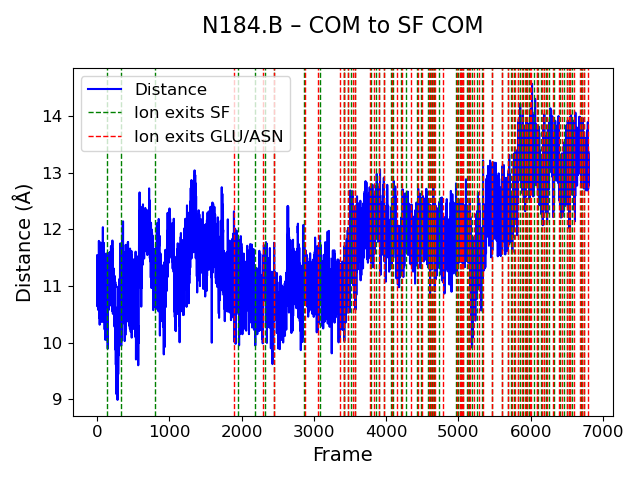 N184.B – COM to SF COM
Distance
Ion exits SF
Ion exits GLU/ASN
Distance (Å)
14
13
12
11
10
9
0 1000 2000 3000 4000 5000 6000 7000
Frame